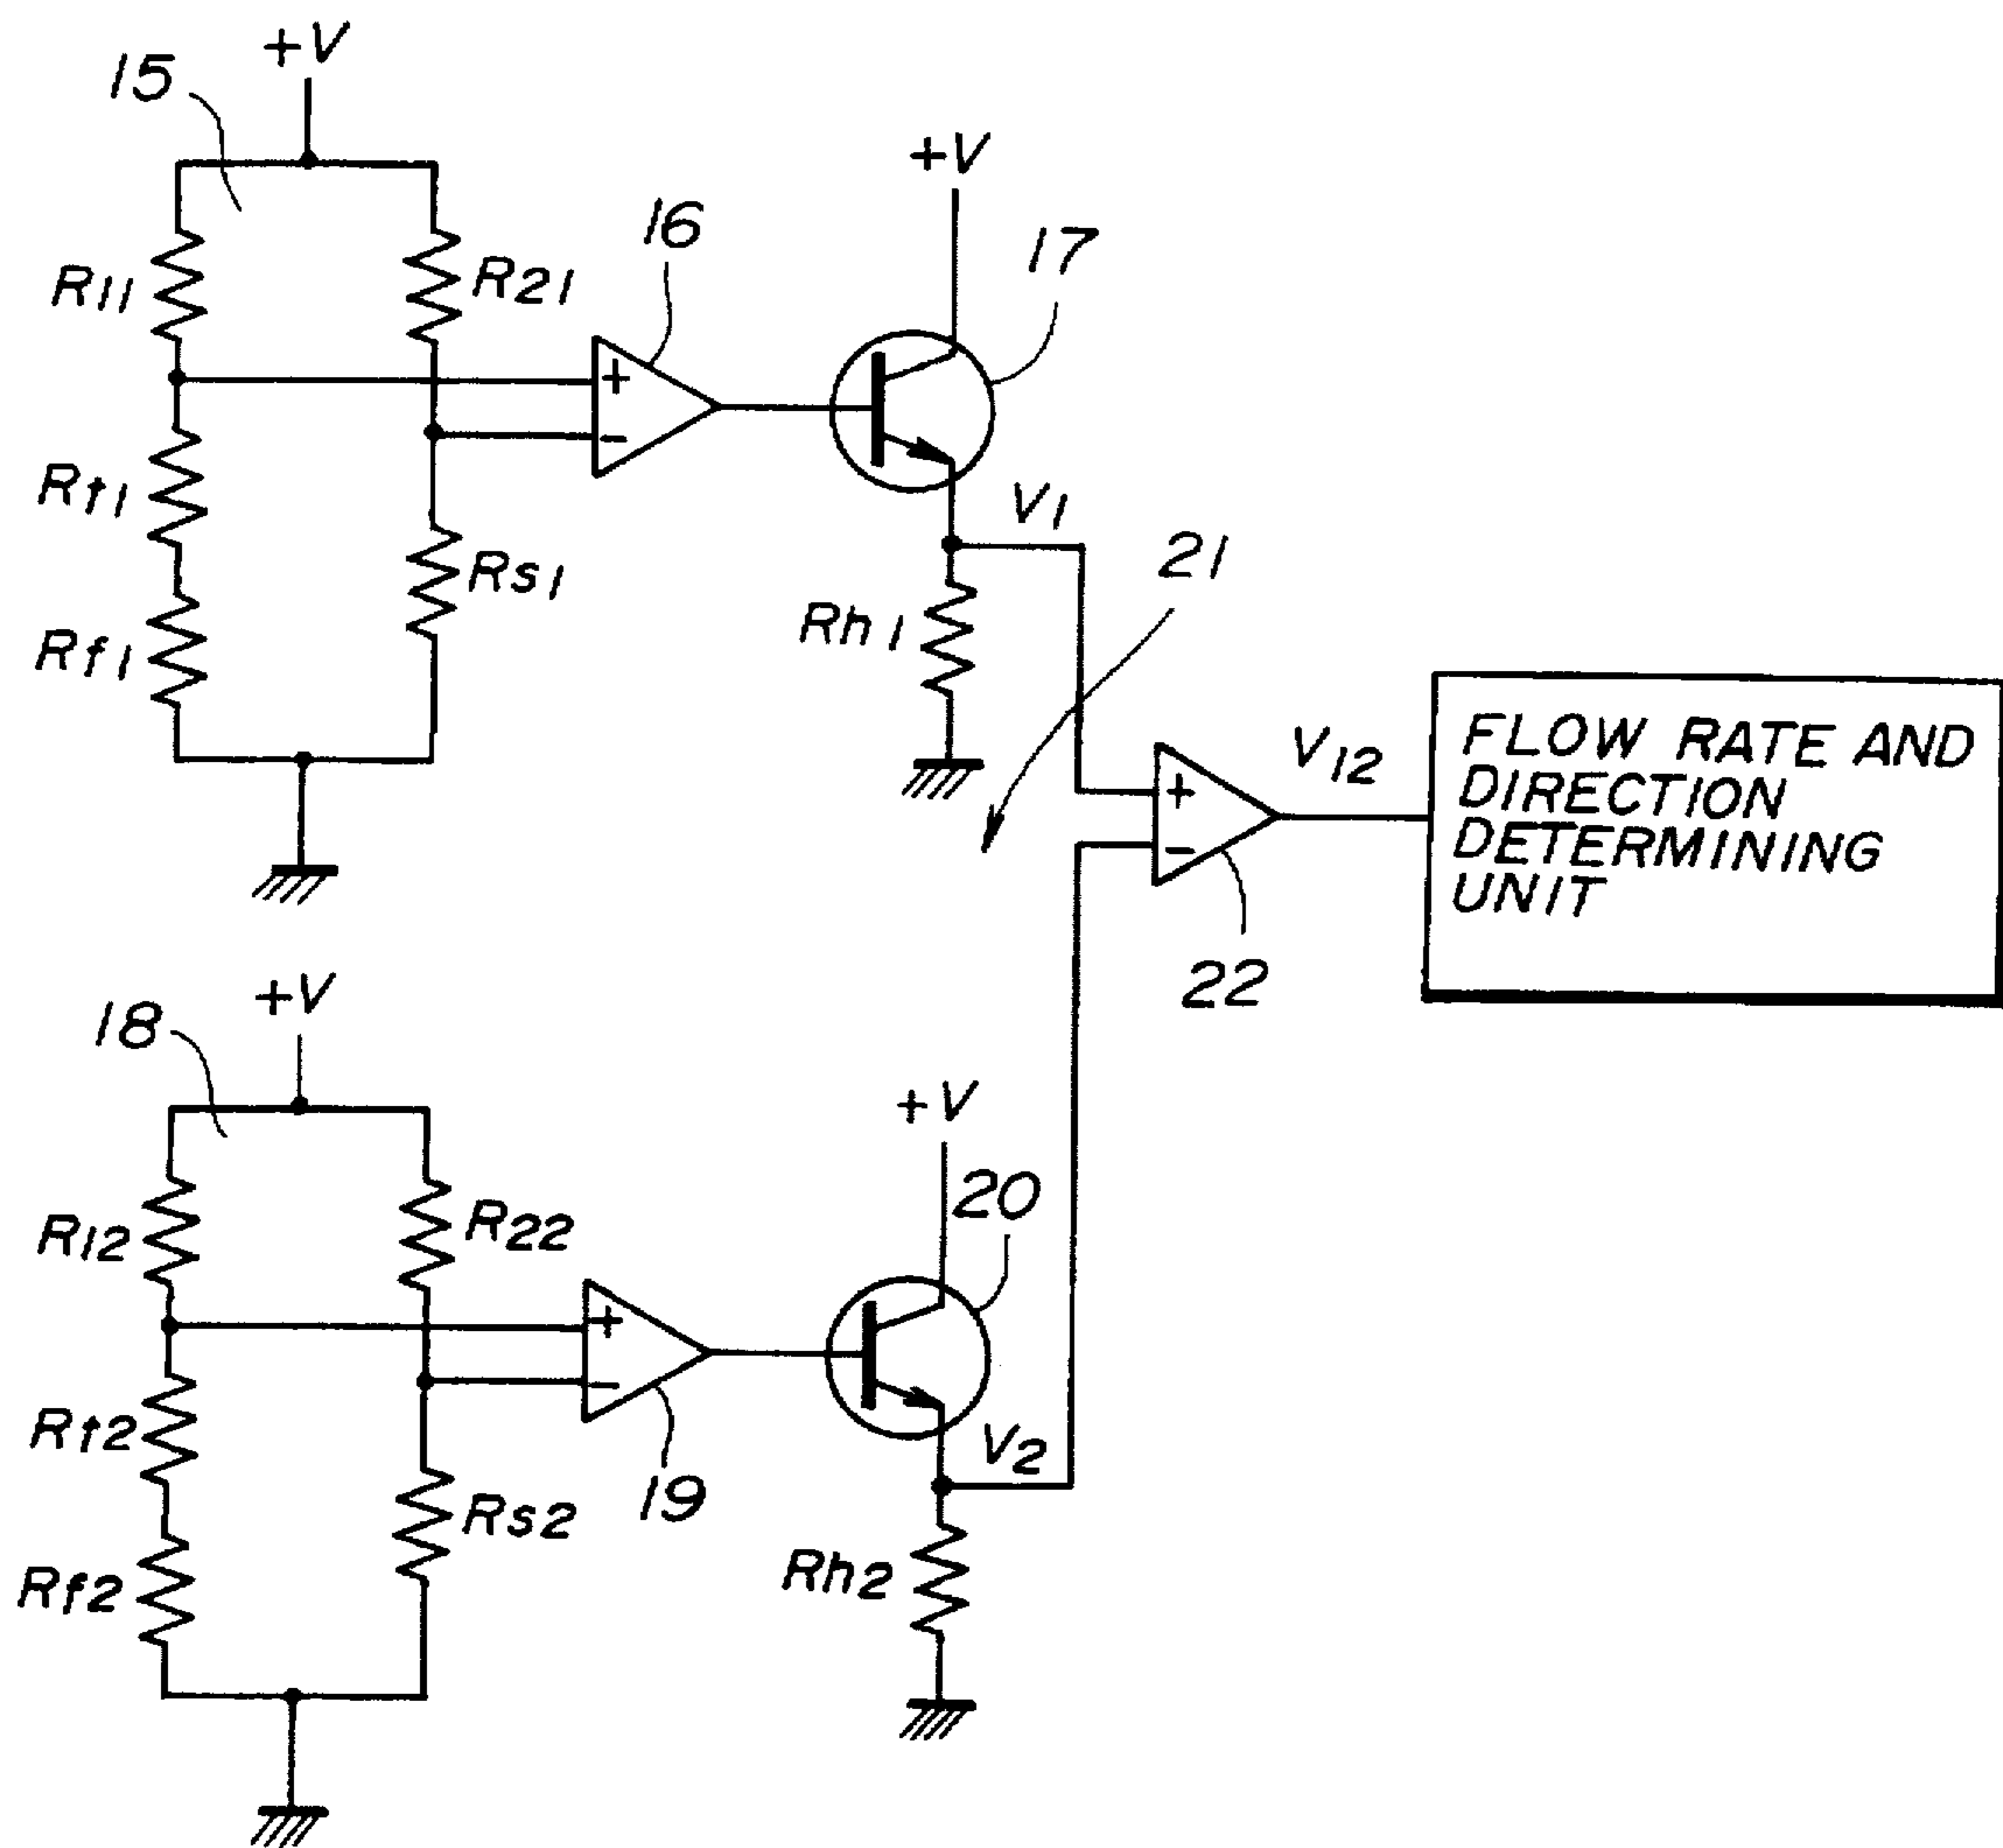 +V
15
+V
16
17
R11
R21
+
-
Rt1
V1
21
Rs1
Rh1
Rf1
V12
FLOW RATE AND
DIRECTION
DETERMINING
UNIT
+
-
22
+V
18
+V
20
R12
R22
+
-
Rt2
V2
19
Rs2
Rh2
Rf2